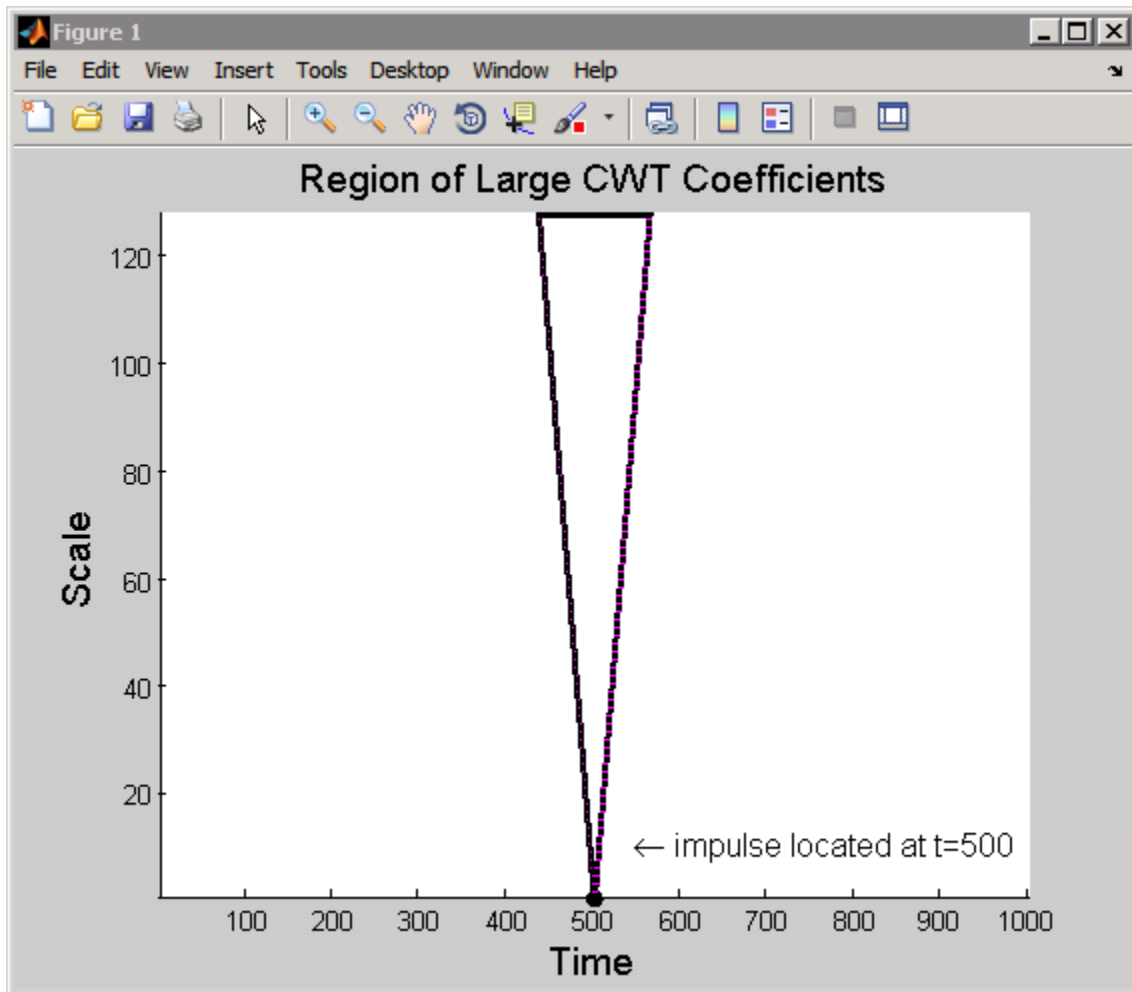 Figure 1
File Edit View Insert Tools Desktop Window Help
Region of Large CWT Coefficients
120
100
80
60
40
20
Scale
← impulse located at t=500
100 200 300 400 500 600 700 800 900 1000
Time